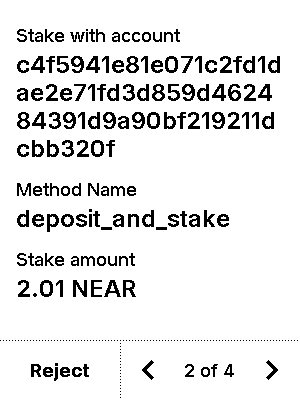 Stake with account
c4f5941e81e071c2fd1d
ae2e71fd3d859d4624
84391d9a90bf219211d
cbb320f
Method Name
deposit_and_stake
Stake amount
2.01 NEAR
Reject
2 of 4